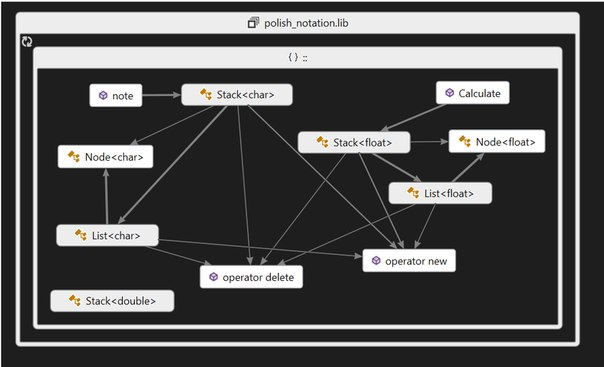 polish_notation.lib
{ } ::
note
Stack<char>
Calculate
Stack<float>
Node<float>
Node<char>
List<float>
List<char>
operator new
operator delete
Stack<double>